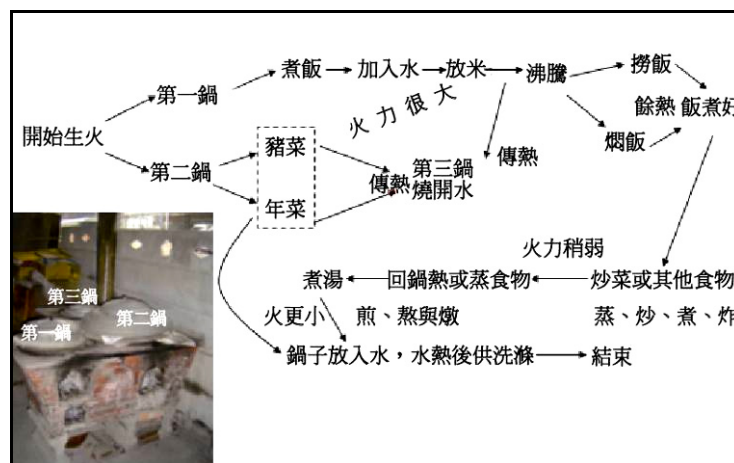 煮飯 加入水 放米 沸騰 撈飯
第一鍋
火力很大
餘熱 飯煮好
開始生火
豬菜
第三鍋
燒開水
傳熱
燜飯
第二鍋
傳熱
年菜
火力稍弱
煮湯 回鍋熱或蒸食物 炒菜或其他食物
火更小 煎、熬與燉 蒸、炒、煮、炸
鍋子放入水，水熱後供洗滌 結束
第三鍋
第一鍋 第二鍋